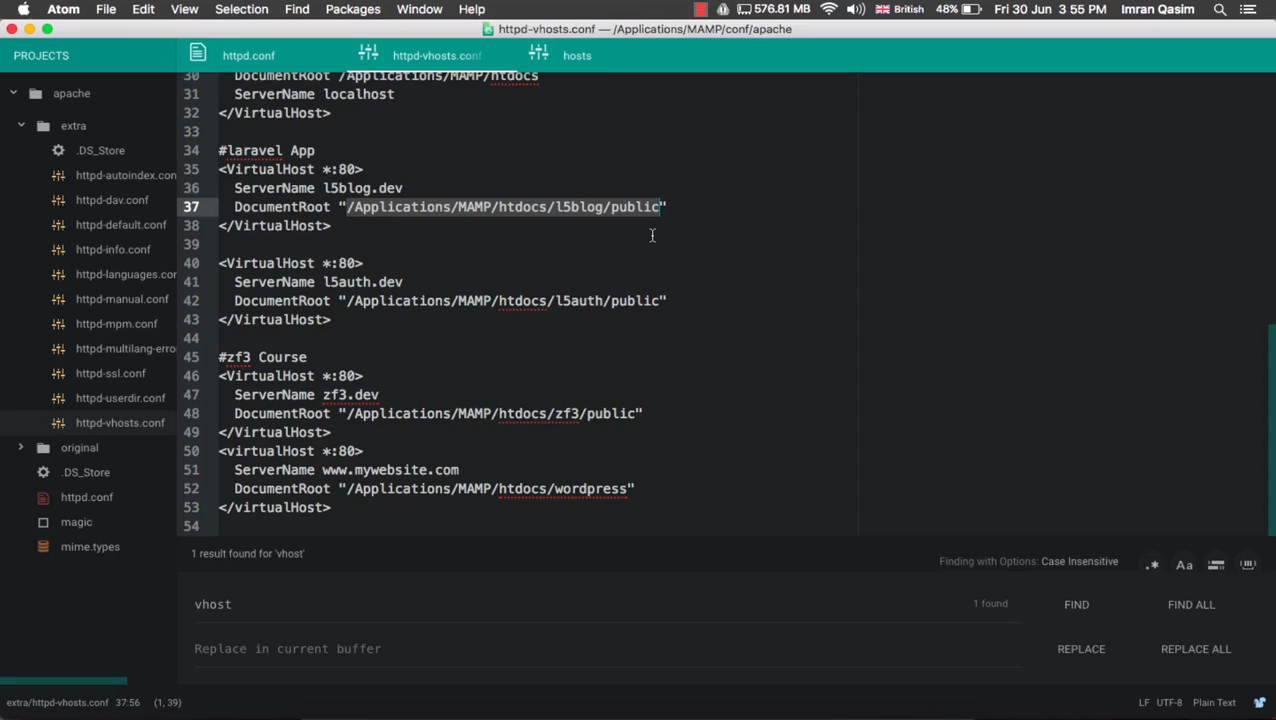 Atom File Edit View Selection Find Packages Window Help 576.81 MB British 48% Fri 30 Jun 3:55 PM Imran Qasim
httpd-vhosts.conf — /Applications/MAMP/conf/apache
PROJECTS
httpd.conf httpd-vhosts.conf hosts
apache
extra
.DS_Store
httpd-autoindex.con
httpd-dav.conf
httpd-default.conf
httpd-info.conf
httpd-languages.con
httpd-manual.conf
httpd-mpm.conf
httpd-multilang-erro
httpd-ssl.conf
httpd-userdir.conf
httpd-vhosts.conf
original
.DS_Store
httpd.conf
magic
mime.types
30 DocumentRoot /Applications/MAMP/htdocs
31 ServerName localhost
32 </VirtualHost>
33
34 #laravel App
35 <VirtualHost *:80>
36 ServerName l5blog.dev
37 DocumentRoot "/Applications/MAMP/htdocs/l5blog/public"
38 </VirtualHost>
39
40 <VirtualHost *:80>
41 ServerName l5auth.dev
42 DocumentRoot "/Applications/MAMP/htdocs/l5auth/public"
43 </VirtualHost>
44
45 #zf3 Course
46 <VirtualHost *:80>
47 ServerName zf3.dev
48 DocumentRoot "/Applications/MAMP/htdocs/zf3/public"
49 </VirtualHost>
50 <virtualHost *:80>
51 ServerName www.mywebsite.com
52 DocumentRoot "/Applications/MAMP/htdocs/wordpress"
53 </virtualHost>
54
1 result found for 'vhost'
Finding with Options: Case Insensitive .* Aa
vhost 1 found FIND FIND ALL
Replace in current buffer REPLACE REPLACE ALL
extra/httpd-vhosts.conf 37:56 (1, 39) LF UTF-8 Plain Text